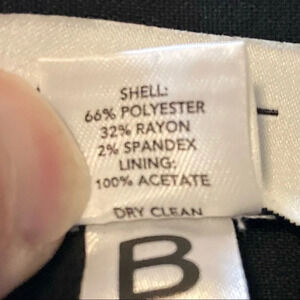 SHELL:
66% POLYESTER
32% RAYON
2% SPANDEX
LINING:
100% ACETATE
DRY CLEAN
B